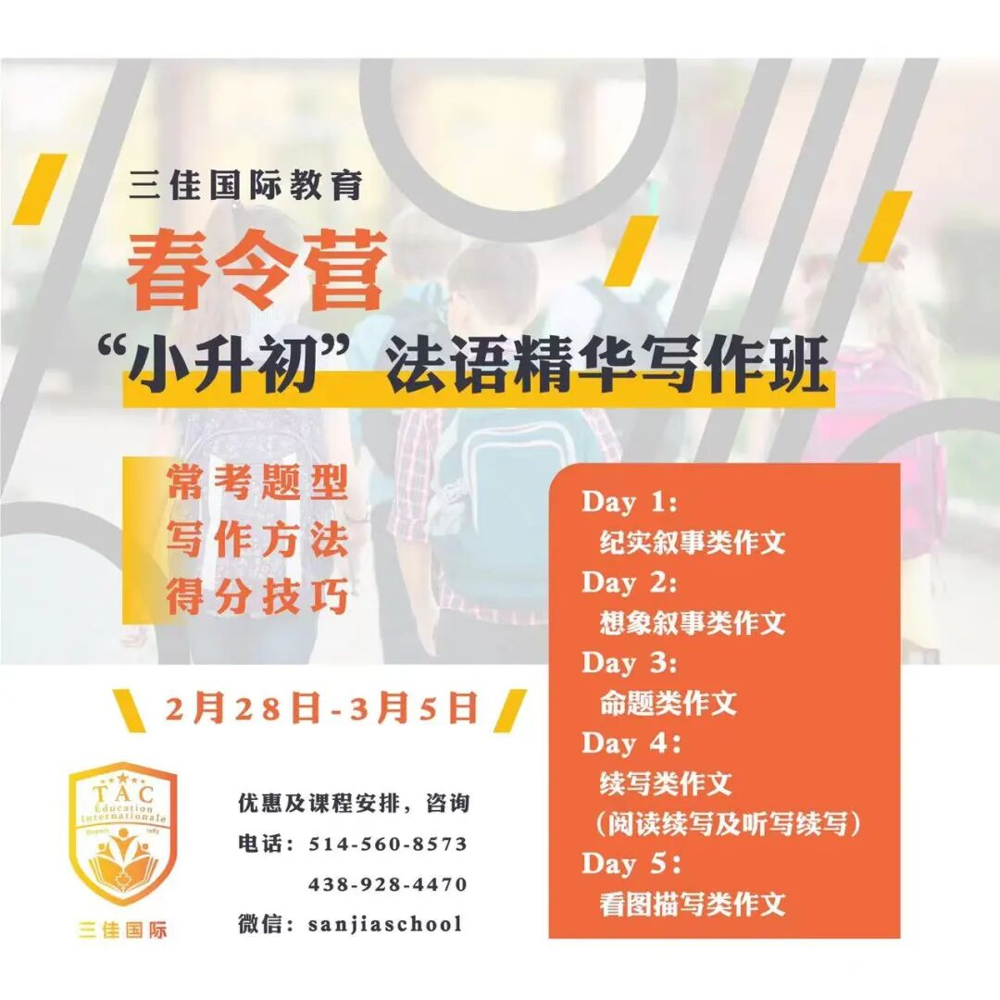 三佳国际教育
春令营
“小升初”法语精华写作班
常考题型
写作方法
得分技巧
Day 1:
纪实叙事类作文
Day 2:
想象叙事类作文
Day 3:
命题类作文
Day 4:
续写类作文
（阅读续写及听写续写）
Day 5:
看图描写类作文
2月28日-3月5日
TAC
Éducation
Internationale
三佳国际
优惠及课程安排，咨询
电话：514-560-8573
438-928-4470
微信：sanjiaschool